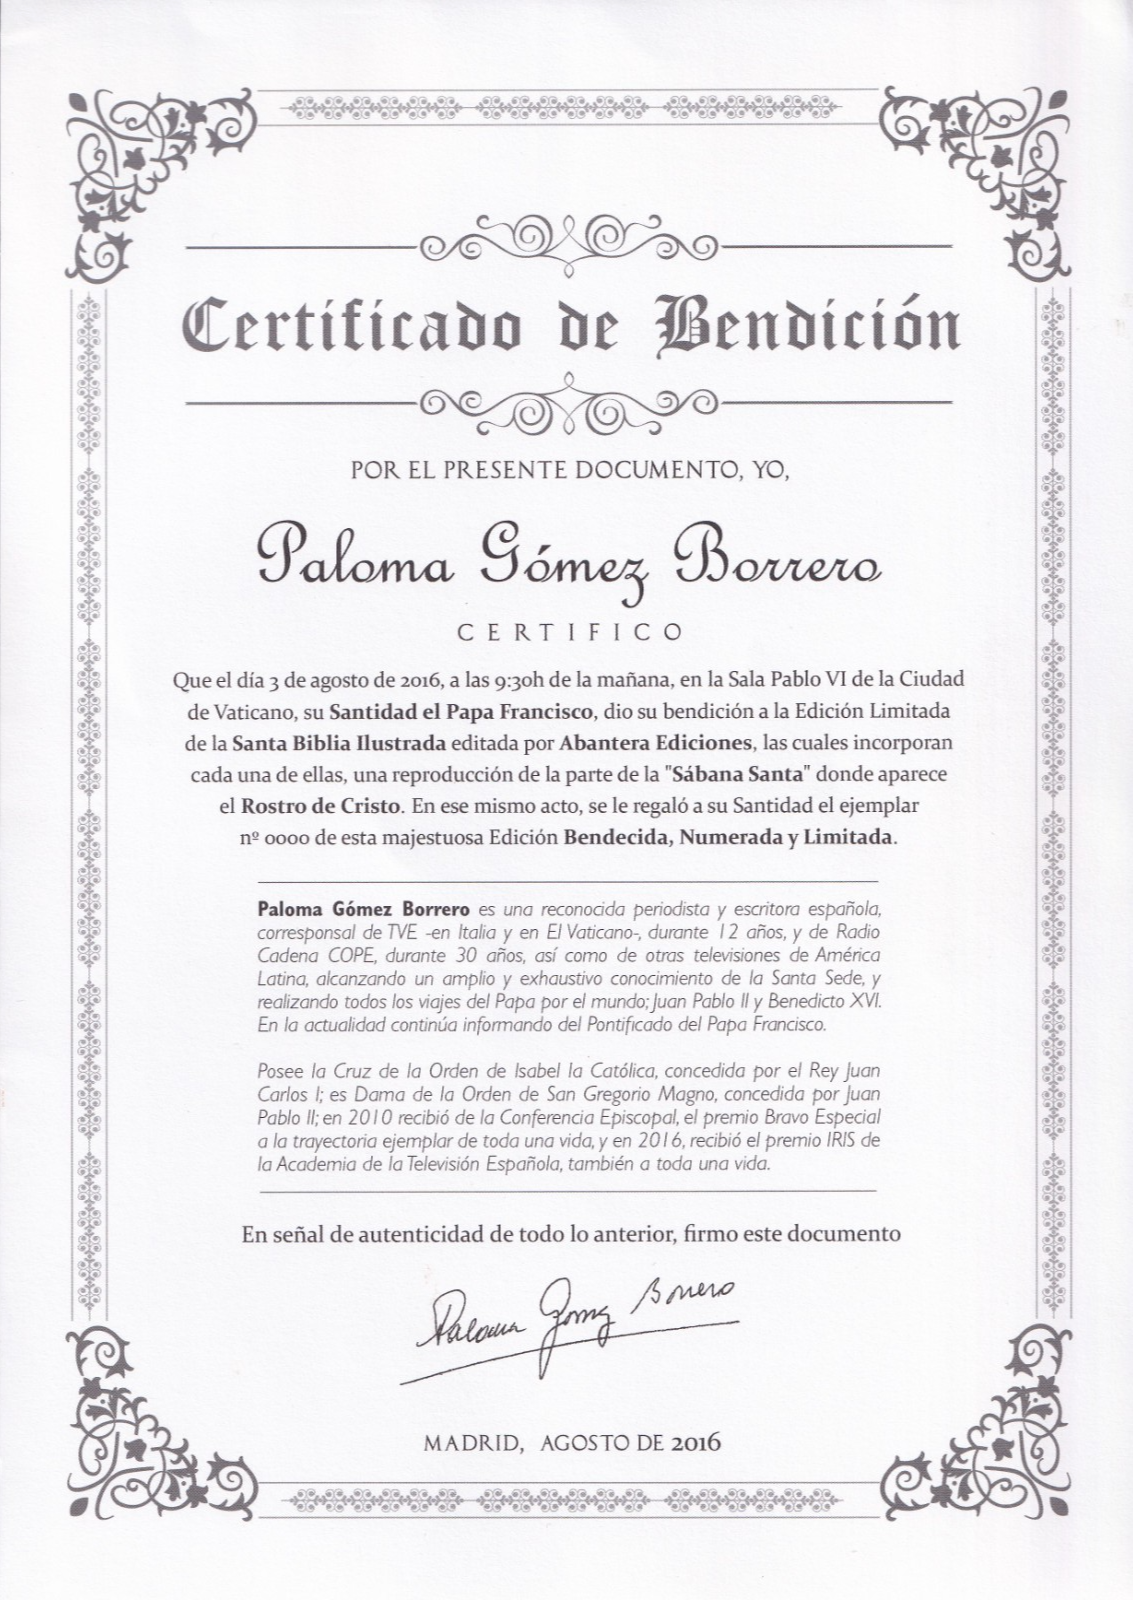 Certificado de Bendición
POR EL PRESENTE DOCUMENTO, YO,
Paloma Gómez Borrero
CERTIFICO
Que el día 3 de agosto de 2016, a las 9:30h de la mañana, en la Sala Pablo VI de la Ciudad
de Vaticano, su Santidad el Papa Francisco, dio su bendición a la Edición Limitada
de la Santa Biblia Ilustrada editada por Abantera Ediciones, las cuales incorporan
cada una de ellas, una reproducción de la parte de la "Sábana Santa" donde aparece
el Rostro de Cristo. En ese mismo acto, se le regaló a su Santidad el ejemplar
nº 0000 de esta majestuosa Edición Bendecida, Numerada y Limitada.
Paloma Gómez Borrero es una reconocida periodista y escritora española,
corresponsal de TVE -en Italia y en El Vaticano-, durante 12 años, y de Radio
Cadena COPE, durante 30 años, así como de otras televisiones de América
Latina, alcanzando un amplio y exhaustivo conocimiento de la Santa Sede, y
realizando todos los viajes del Papa por el mundo; Juan Pablo II y Benedicto XVI.
En la actualidad continúa informando del Pontificado del Papa Francisco.
Posee la Cruz de la Orden de Isabel la Católica, concedida por el Rey Juan
Carlos I; es Dama de la Orden de San Gregorio Magno, concedida por Juan
Pablo II; en 2010 recibió de la Conferencia Episcopal, el premio Bravo Especial
a la trayectoria ejemplar de toda una vida, y en 2016, recibió el premio IRIS de
la Academia de la Televisión Española, también a toda una vida.
En señal de autenticidad de todo lo anterior, firmo este documento
Paloma Gómez Borrero
MADRID, AGOSTO DE 2016